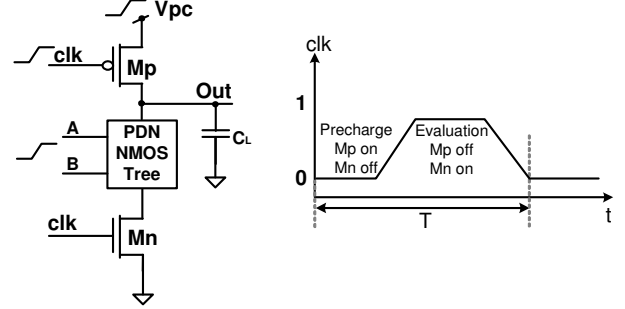 Vpc
clk
Mp
Out
A
B
PDN
NMOS
Tree
CL
clk
Mn
clk
1
Precharge
Mp on
Mn off
Evaluation
Mp off
Mn on
0
T
t